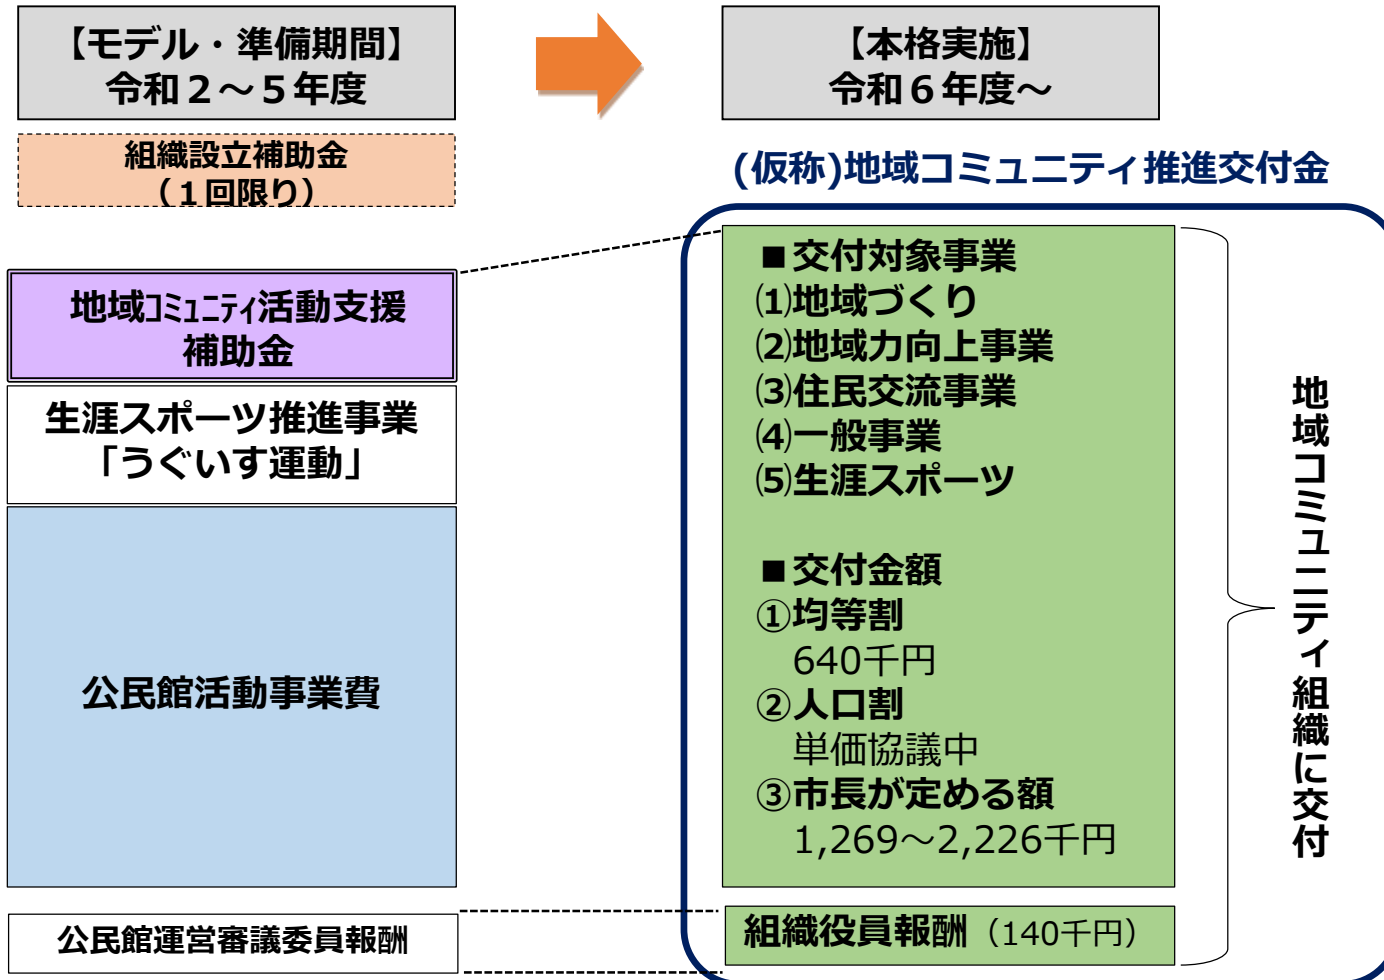 【モデル・準備期間】
令和２～５年度
組織設立補助金
（１回限り）
地域ｺﾐｭﾆﾃｨ活動支援
補助金
生涯スポーツ推進事業
「うぐいす運動」
公民館活動事業費
公民館運営審議委員報酬
【本格実施】
令和６年度～
(仮称)地域コミュニティ推進交付金
■交付対象事業
⑴地域づくり
⑵地域力向上事業
⑶住民交流事業
⑷一般事業
⑸生涯スポーツ
■交付金額
①均等割
640千円
②人口割
単価協議中
③市長が定める額
1,269～2,226千円
組織役員報酬（140千円）
地域コミュニティ組織に交付